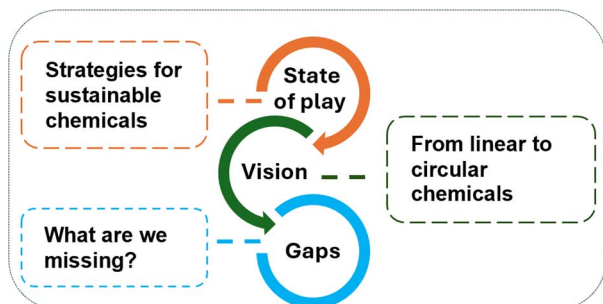 Strategies for
sustainable
chemicals
State
of play
From linear to
circular
chemicals
Vision
What are we
missing?
Gaps